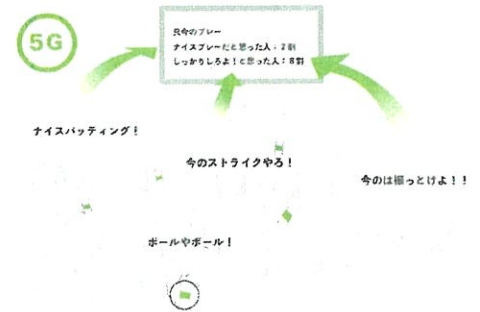 5G
只今のプレー
ナイスプレーだと思った人：2割
しっかりしろよ！と思った人：8割
ナイスバッティング！
今のストライクやろ！
今のは振っとけよ！！
ボールやボール！